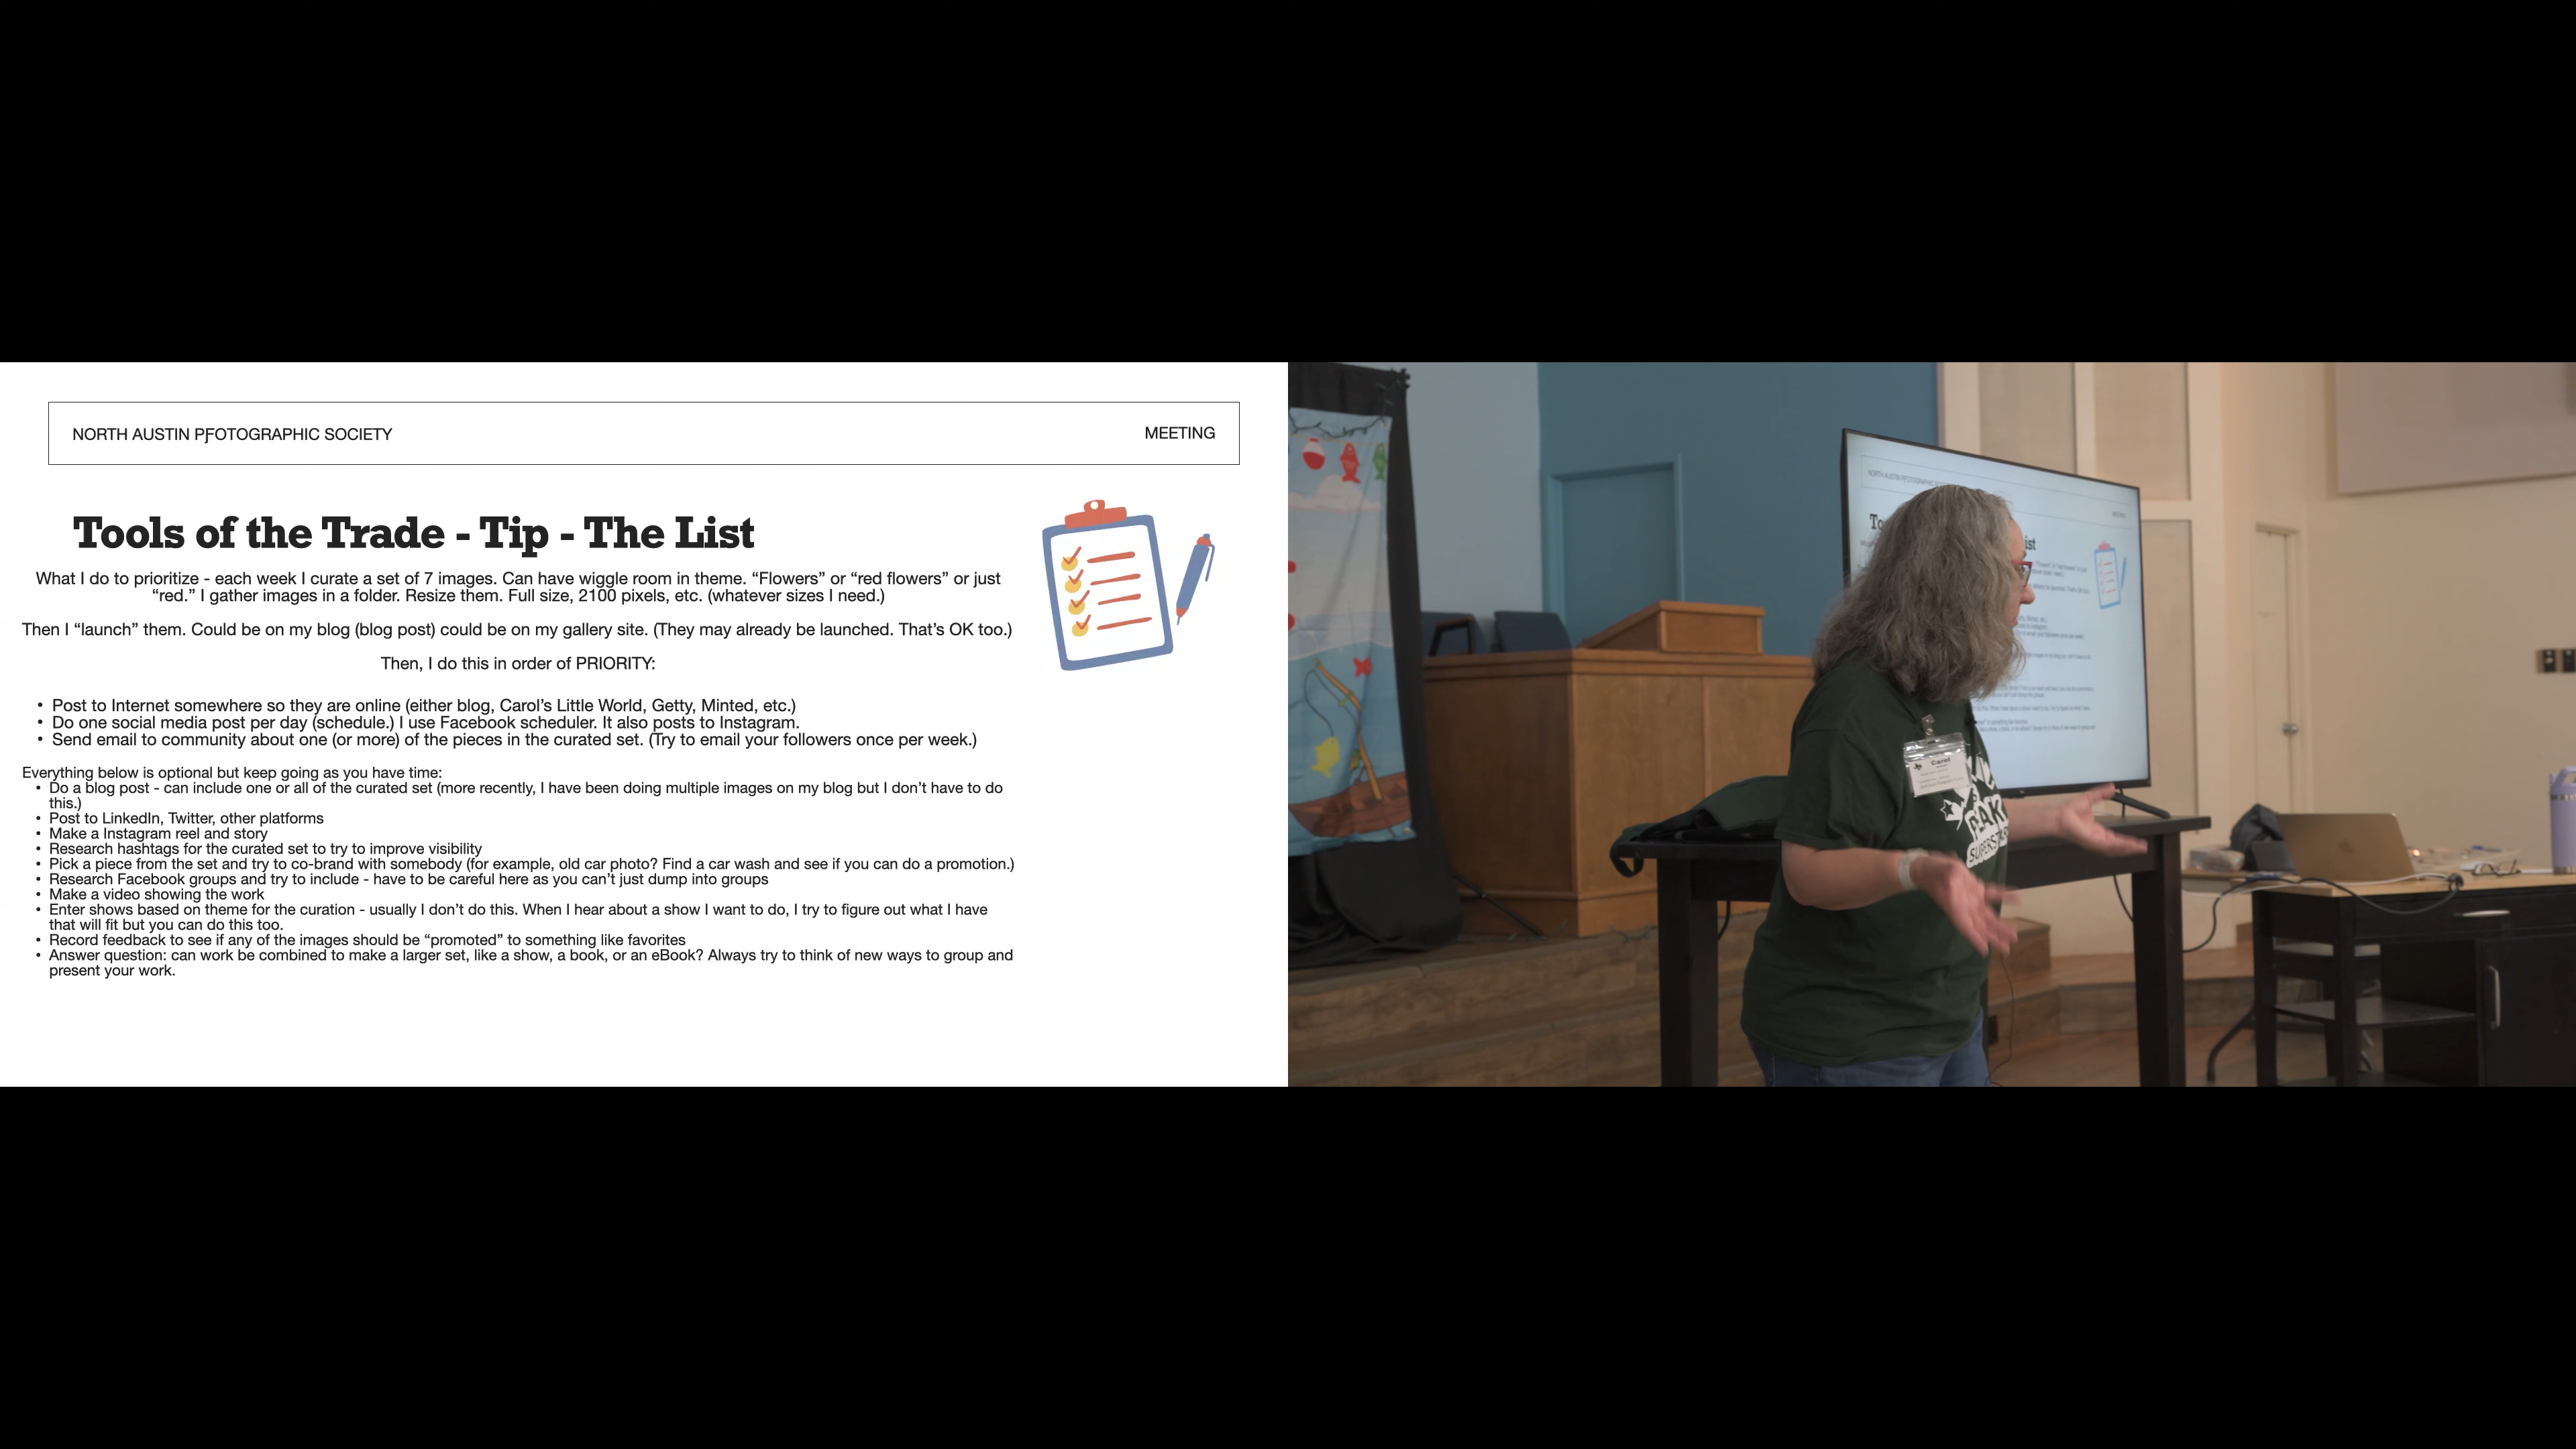 NORTH AUSTIN PFOTOGRAPHIC SOCIETY
MEETING
Tools of the Trade - Tip - The List
What I do to prioritize - each week I curate a set of 7 images. Can have wiggle room in theme. “Flowers” or “red flowers” or just
“red.” I gather images in a folder. Resize them. Full size, 2100 pixels, etc. (whatever sizes I need.)
Then I “launch” them. Could be on my blog (blog post) could be on my gallery site. (They may already be launched. That’s OK too.)
Then, I do this in order of PRIORITY:
• Post to Internet somewhere so they are online (either blog, Carol’s Little World, Getty, Minted, etc.)
• Do one social media post per day (schedule.) I use Facebook scheduler. It also posts to Instagram.
• Send email to community about one (or more) of the pieces in the curated set. (Try to email your followers once per week.)
Everything below is optional but keep going as you have time:
• Do a blog post - can include one or all of the curated set (more recently, I have been doing multiple images on my blog but I don’t have to do
this.)
• Post to LinkedIn, Twitter, other platforms
• Make a Instagram reel and story
• Research hashtags for the curated set to try to improve visibility
• Pick a piece from the set and try to co-brand with somebody (for example, old car photo? Find a car wash and see if you can do a promotion.)
• Research Facebook groups and try to include - have to be careful here as you can’t just dump into groups
• Make a video showing the work
• Enter shows based on theme for the curation - usually I don’t do this. When I hear about a show I want to do, I try to figure out what I have
that will fit but you can do this too.
• Record feedback to see if any of the images should be “promoted” to something like favorites
• Answer question: can work be combined to make a larger set, like a show, a book, or an eBook? Always try to think of new ways to group and
present your work.
NORTH AUSTIN
To
ist
Carol